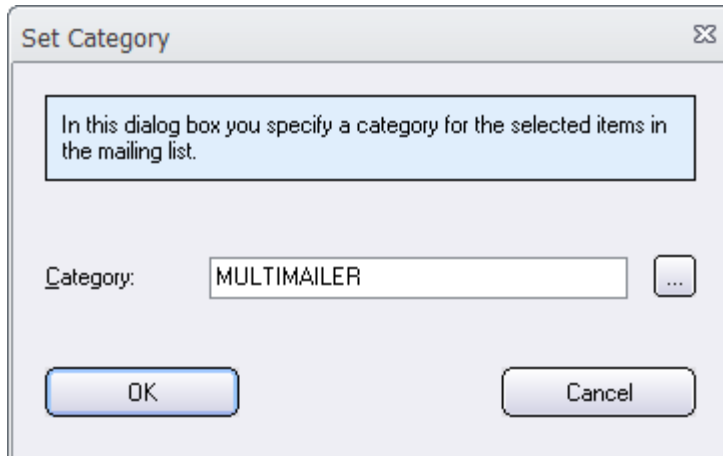 Set Category
In this dialog box you specify a category for the selected items in
the mailing list.
Category: MULTIMAILER ...
OK Cancel